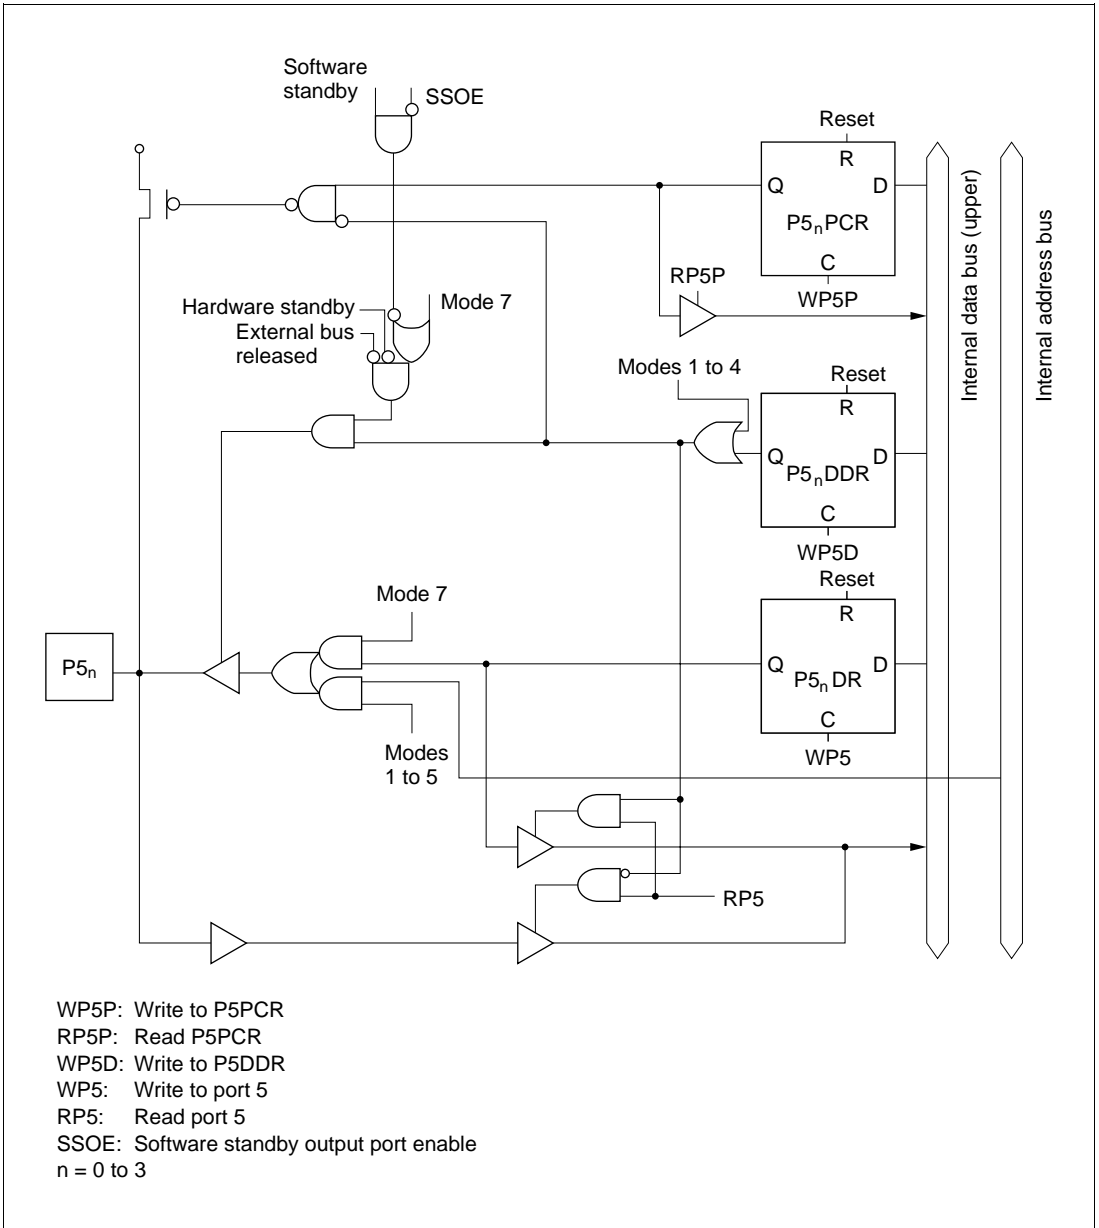 Software
standby
SSOE
Reset
R
Q D
P5nPCR
C
WP5P
RP5P
Internal data bus (upper)
Internal address bus
Hardware standby
Mode 7
External bus
released
Modes 1 to 4
Reset
R
Q D
P5nDDR
C
WP5D
Mode 7
Reset
R
P5n
Q D
P5n DR
C
WP5
Modes
1 to 5
RP5
WP5P: Write to P5PCR
RP5P: Read P5PCR
WP5D: Write to P5DDR
WP5: Write to port 5
RP5: Read port 5
SSOE: Software standby output port enable
n = 0 to 3